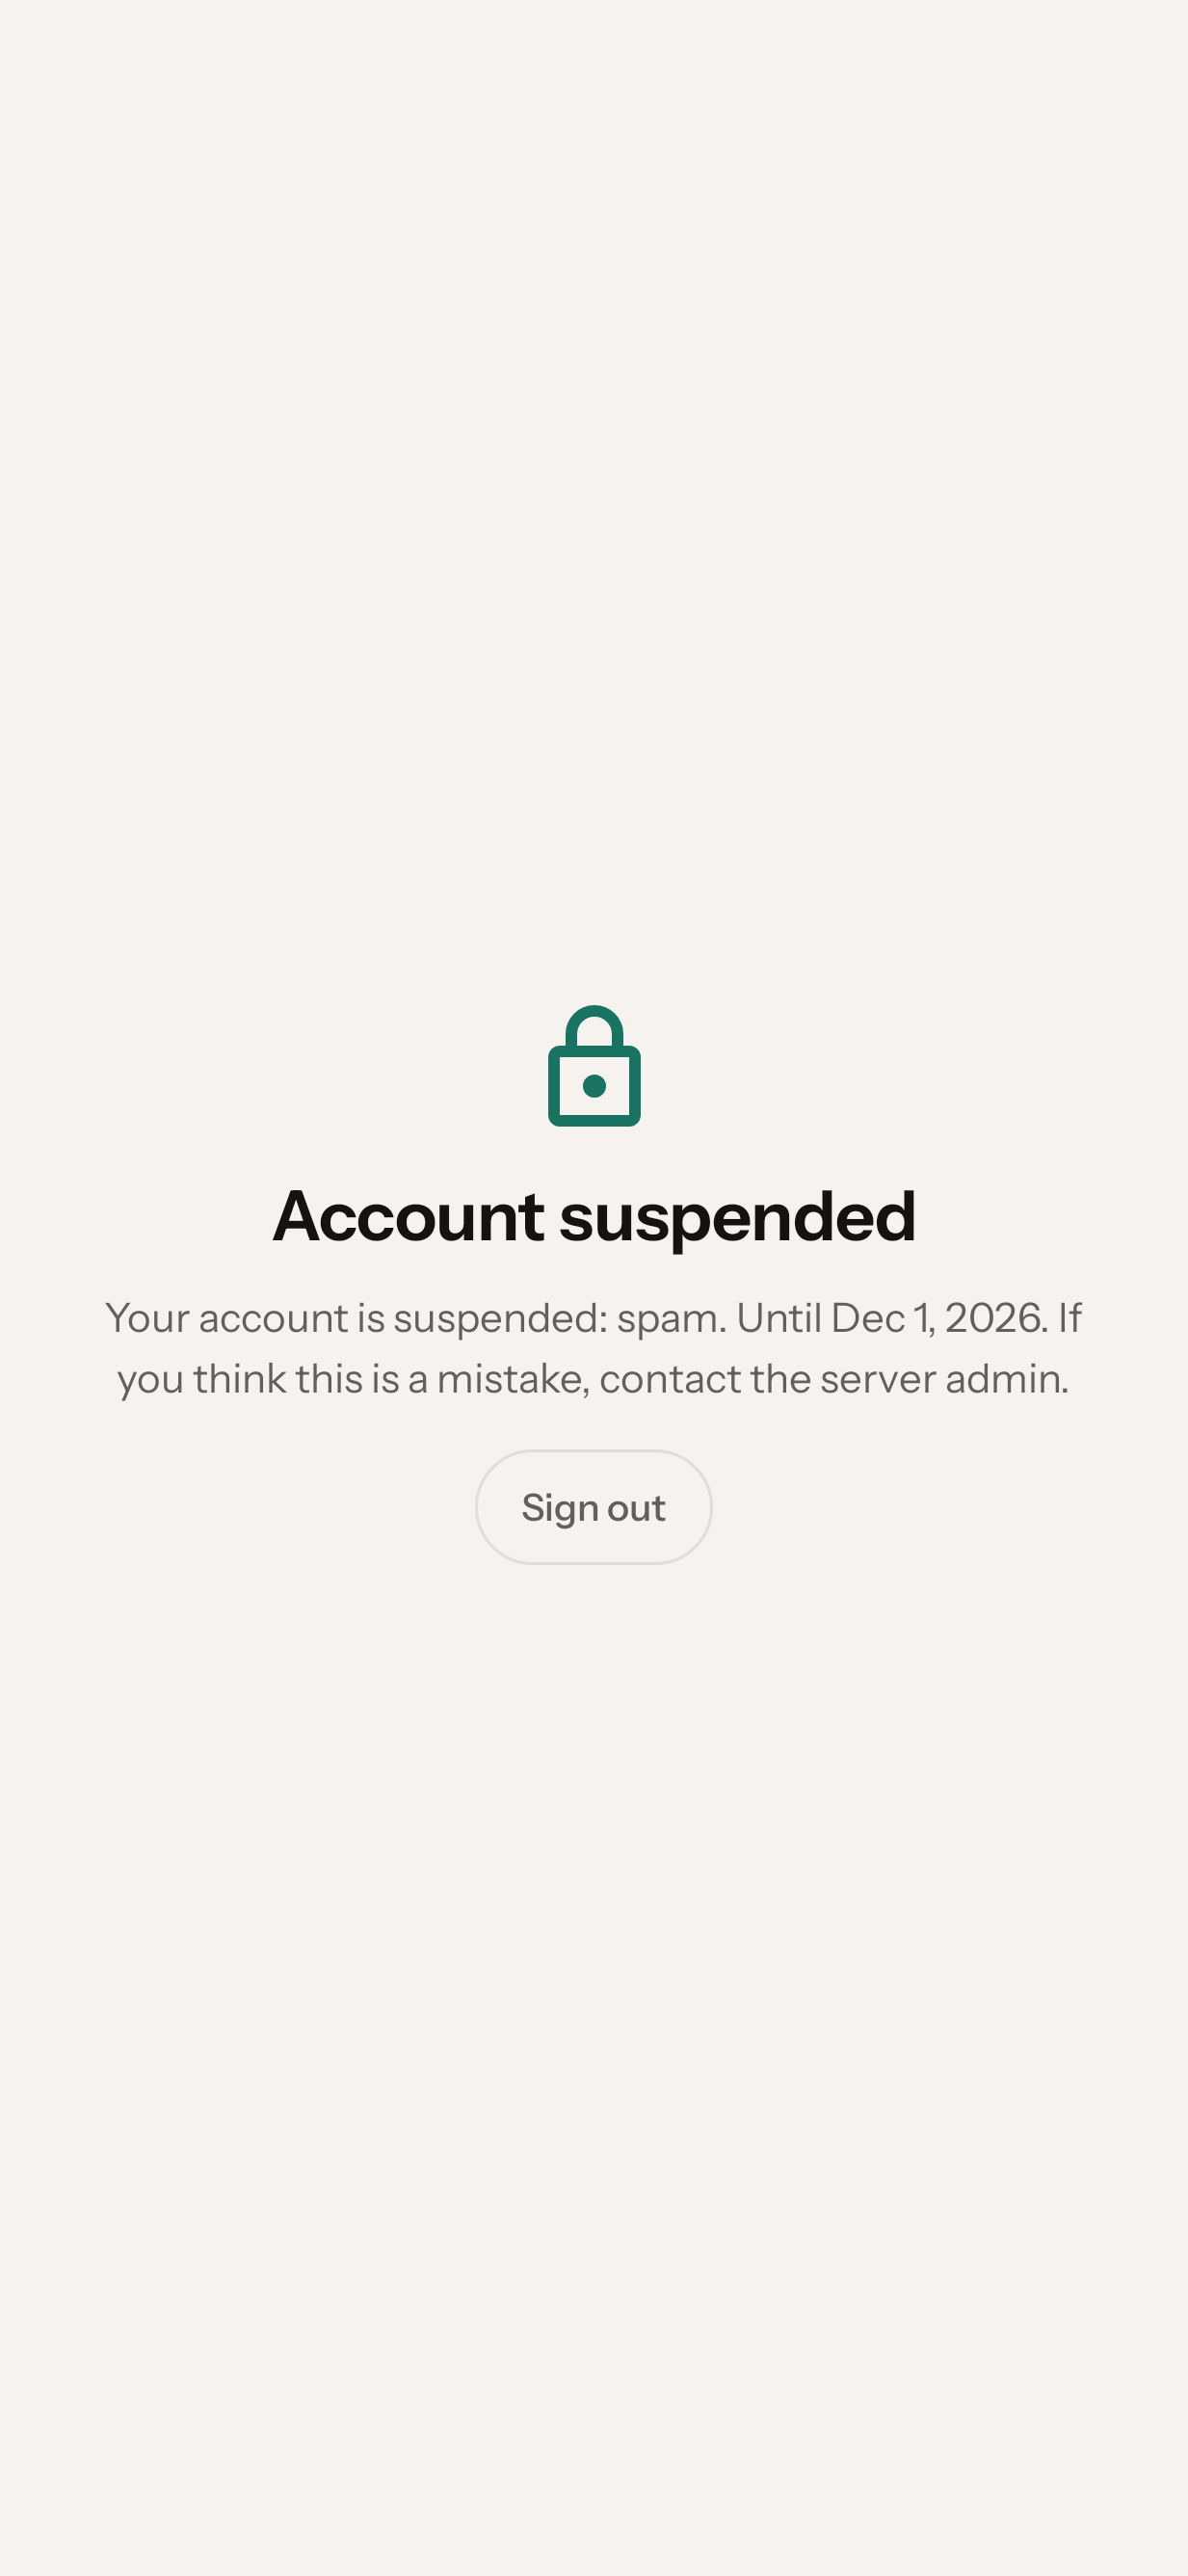 Account suspended
Your account is suspended: spam. Until Dec 1, 2026. If
you think this is a mistake, contact the server admin.
Sign out